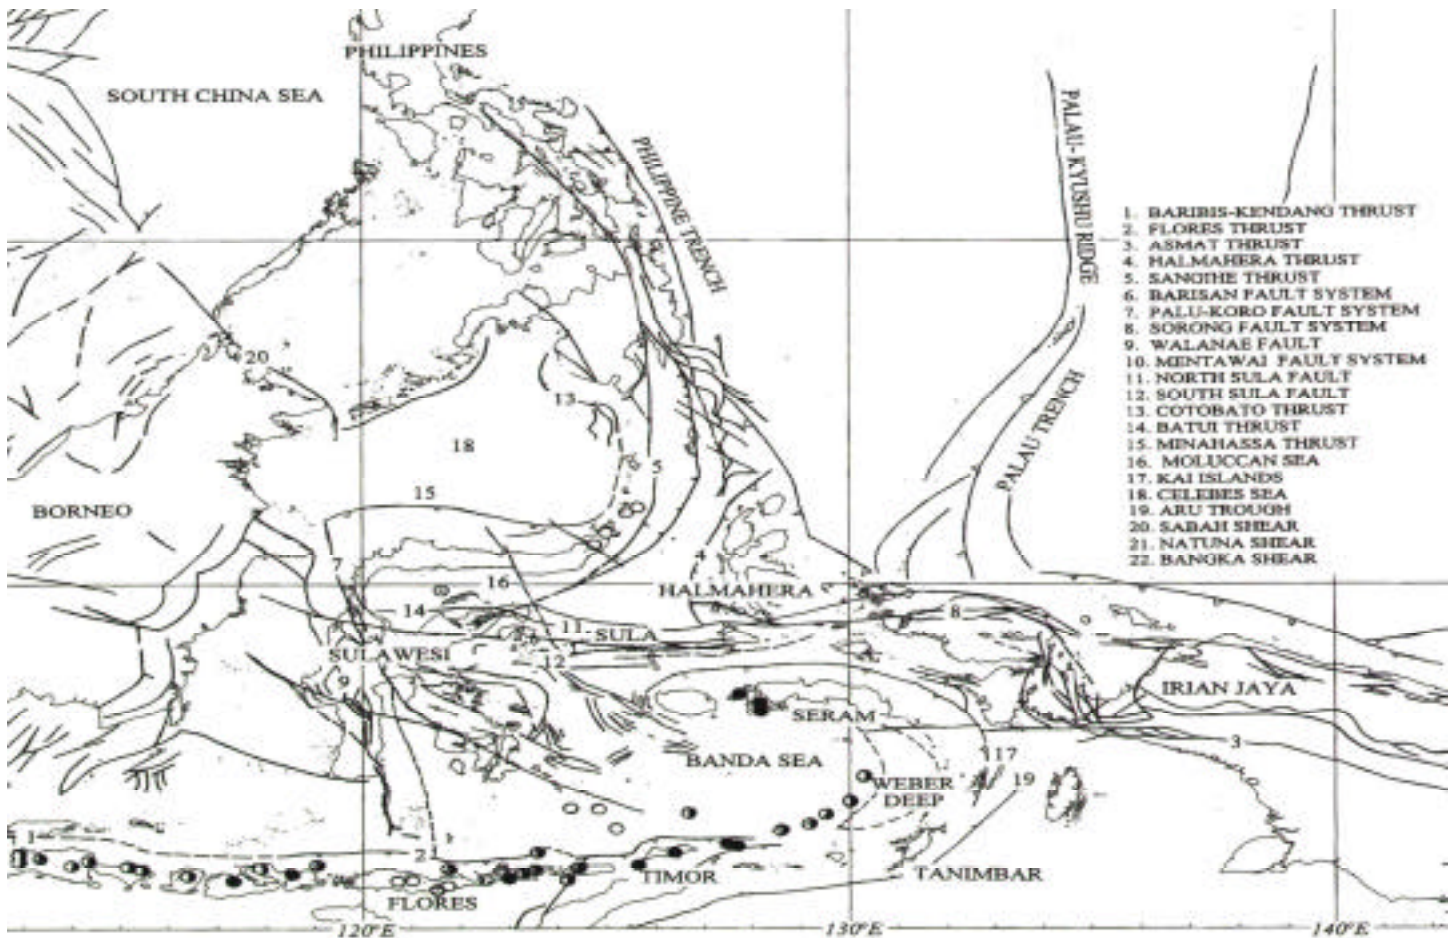 PHILIPPINES
SOUTH CHINA SEA
PHILIPPINE TRENCH
PALAU-KYUSHU RIDGE
1. BARIBIS-KENDANG THRUST
2. FLORES THRUST
3. ASMAT THRUST
4. HALMAHERA THRUST
5. SANGIHE THRUST
6. BARISAN FAULT SYSTEM
7. PALU-KORO FAULT SYSTEM
8. SORONG FAULT SYSTEM
9. WALANAE FAULT
10. MENTAWAI FAULT SYSTEM
11. NORTH SULA FAULT
12. SOUTH SULA FAULT
13. COTOBATO THRUST
14. BATUI THRUST
15. MINAHASSA THRUST
16. MOLUCCAN SEA
17. KAI ISLANDS
18. CELEBES SEA
19. ARU TROUGH
20. SABAH SHEAR
21. NATUNA SHEAR
22. BANGKA SHEAR
20
13
PALAU TRENCH
18
5
15
BORNEO
7
4
16
HALMAHERA
14
8
11
SULA
SULAWESI
12
9
IRIAN JAYA
SERAM
3
17
BANDA SEA
19
WEBER
DEEP
1
2
TIMOR
TANIMBAR
FLORES
120°E
130°E
140°E